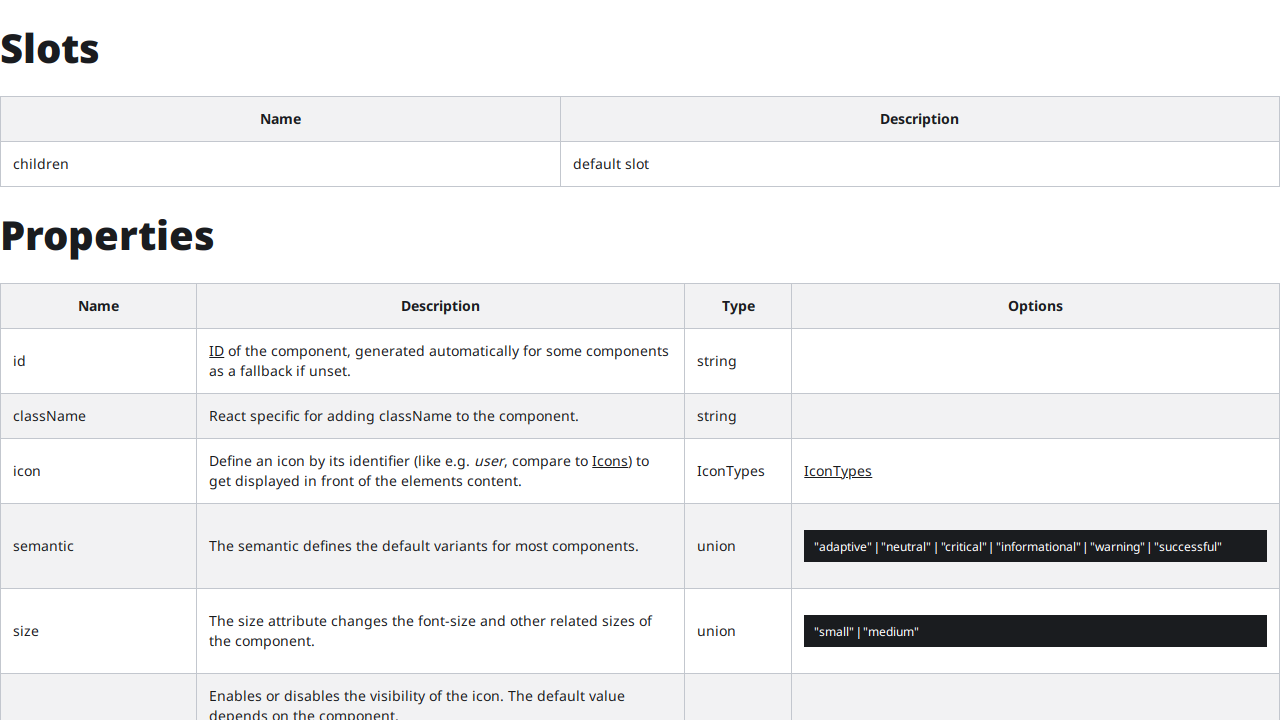 Slots
Name Description
children default slot
Properties
Name Description Type Options
id ID of the component, generated automatically for some components as a fallback if unset. string
className React specific for adding className to the component. string
icon Define an icon by its identifier (like e.g. user, compare to Icons) to get displayed in front of the elements content. IconTypes IconTypes
semantic The semantic defines the default variants for most components. union "adaptive" | "neutral" | "critical" | "informational" | "warning" | "successful"
size The size attribute changes the font-size and other related sizes of the component. union "small" | "medium"
Enables or disables the visibility of the icon. The default value depends on the component.